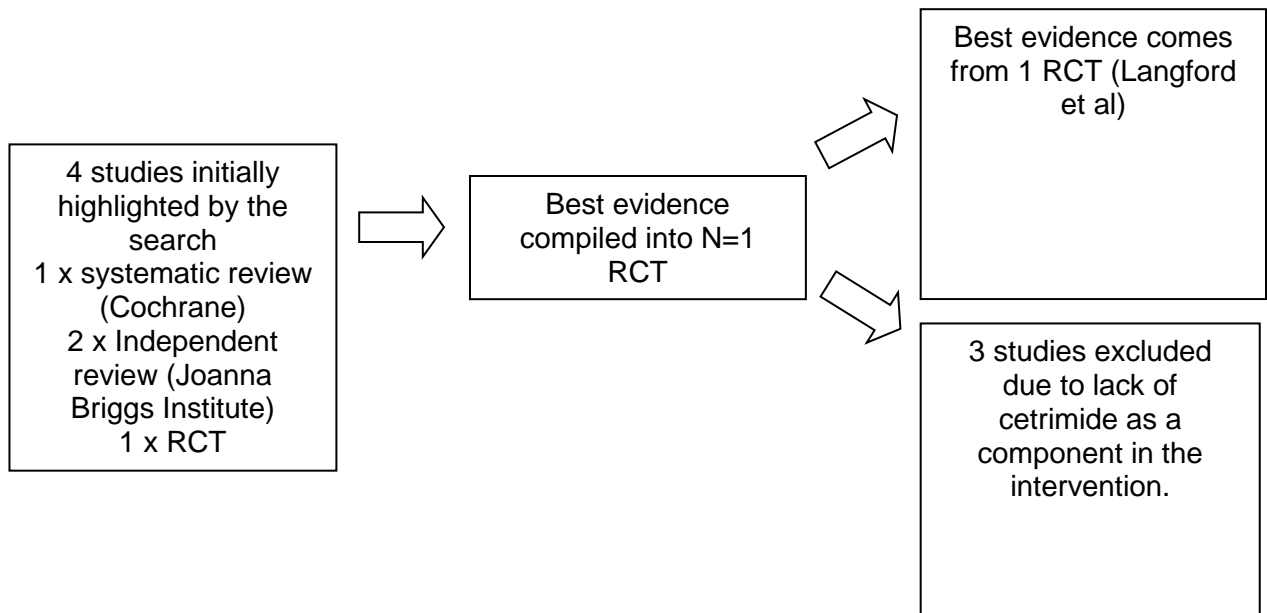 4 studies initially
highlighted by the
search
1 x systematic review
(Cochrane)
2 x Independent
review (Joanna
Briggs Institute)
1 x RCT
Best evidence
compiled into N=1
RCT
Best evidence comes
from 1 RCT (Langford
et al)
3 studies excluded
due to lack of
cetrimide as a
component in the
intervention.